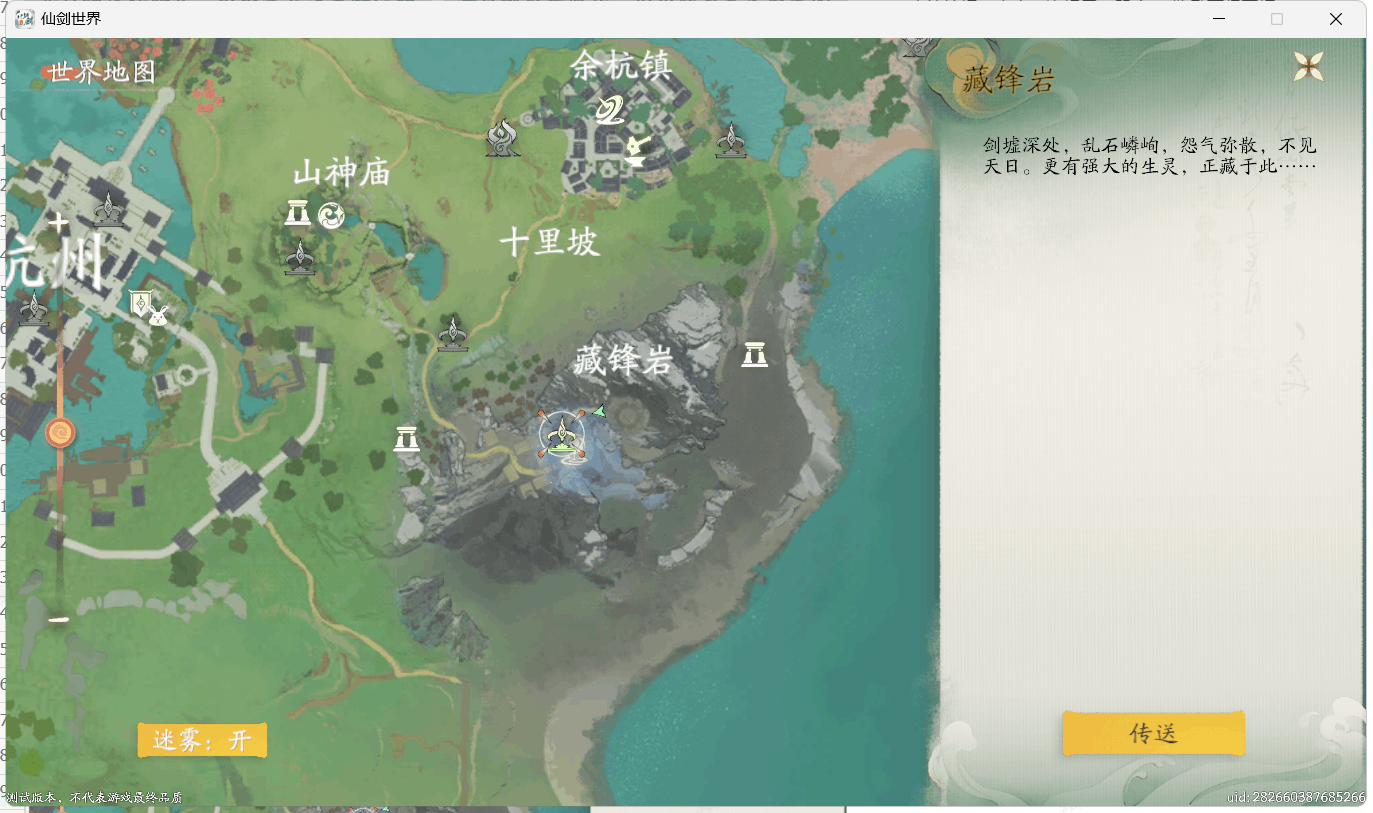 仙剑世界
世界地图
余杭镇
山神庙
十里坡
杭州
藏锋岩
迷雾：开
测试版本，不代表游戏最终品质
藏锋岩
剑墟深处，乱石嶙峋，怨气弥散，不见
天日。更有强大的生灵，正藏于此……
传送
uid:282660387685266